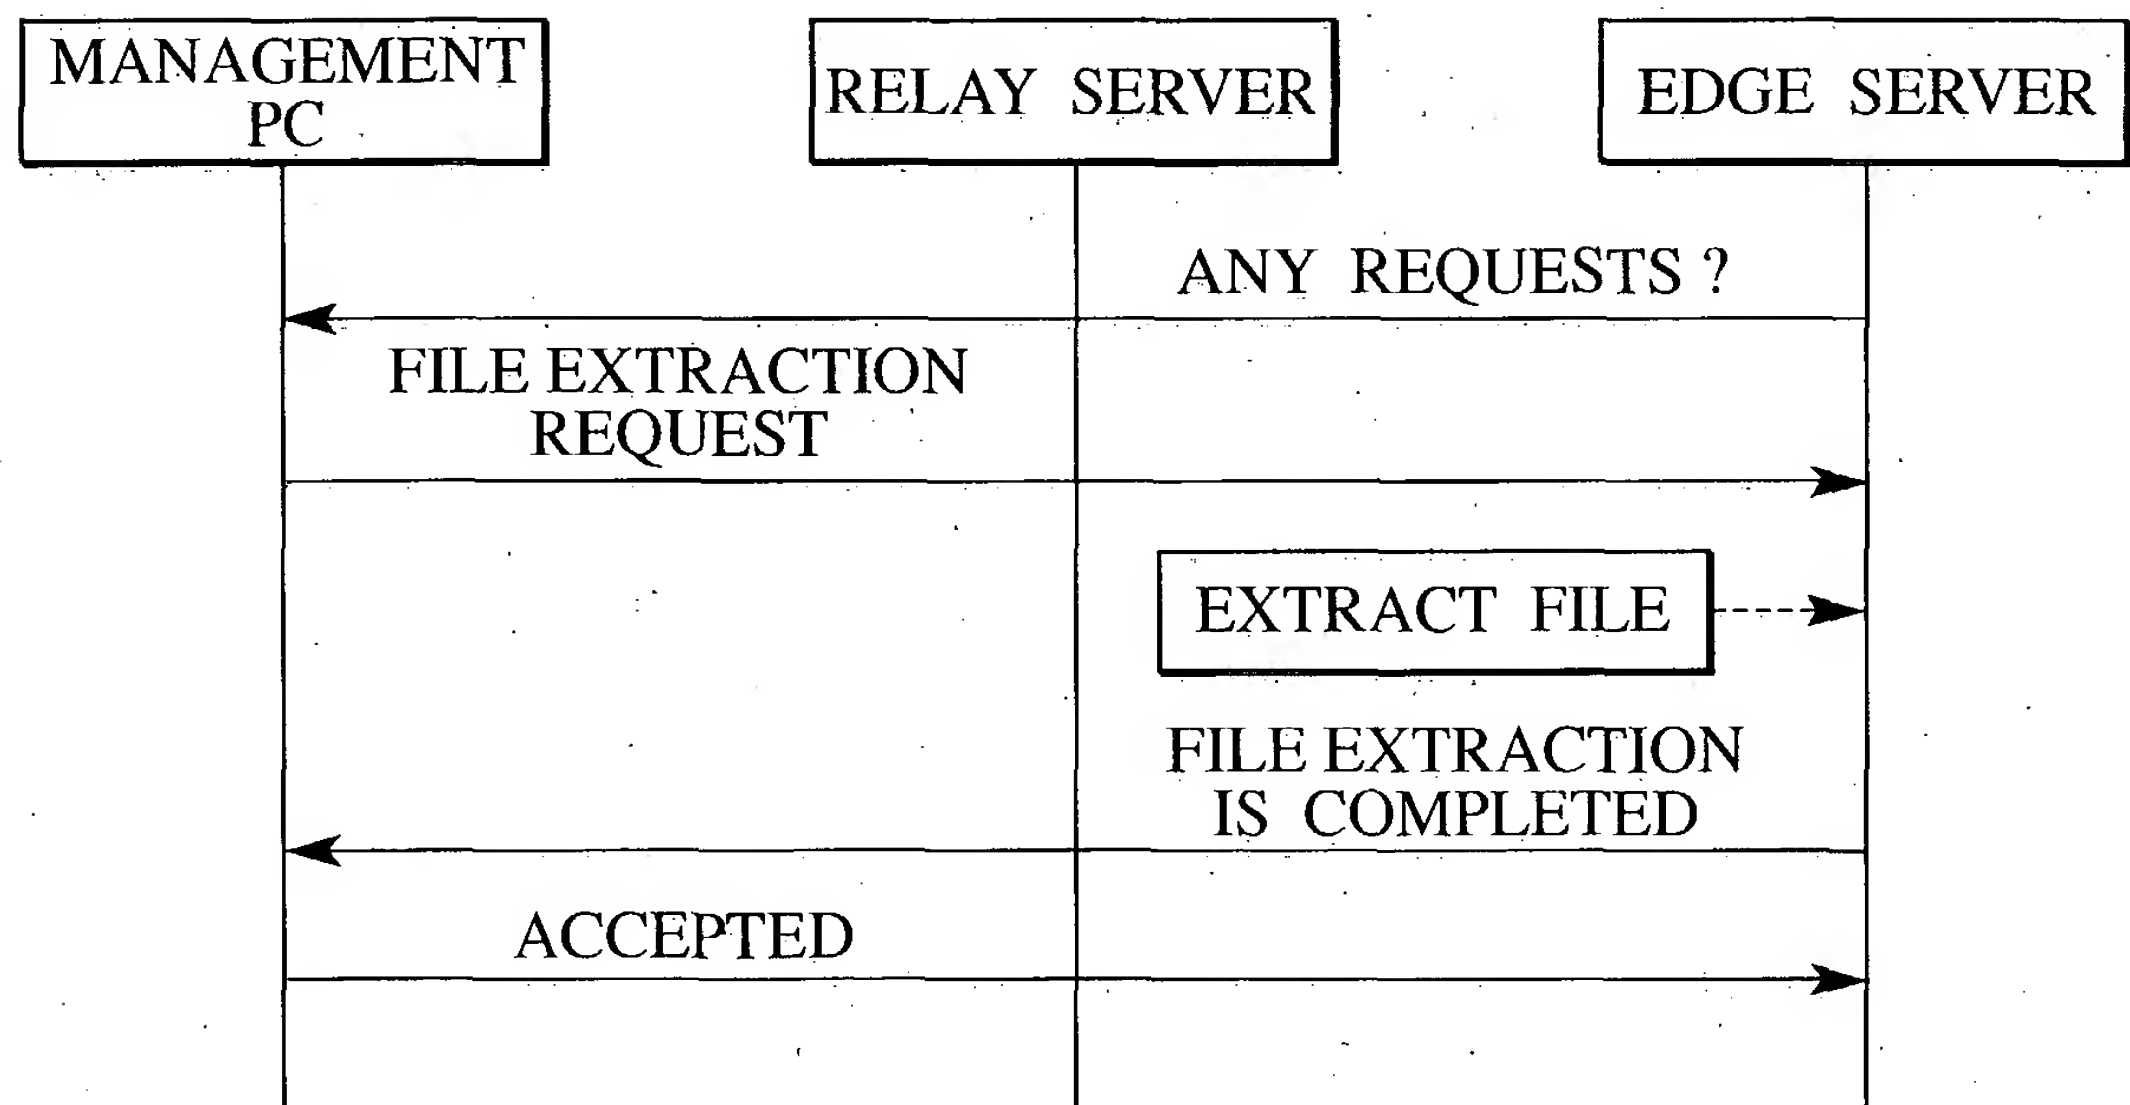 MANAGEMENT
PC
RELAY SERVER
EDGE SERVER
ANY REQUESTS ?
FILE EXTRACTION
REQUEST
EXTRACT FILE
FILE EXTRACTION
IS COMPLETED
ACCEPTED